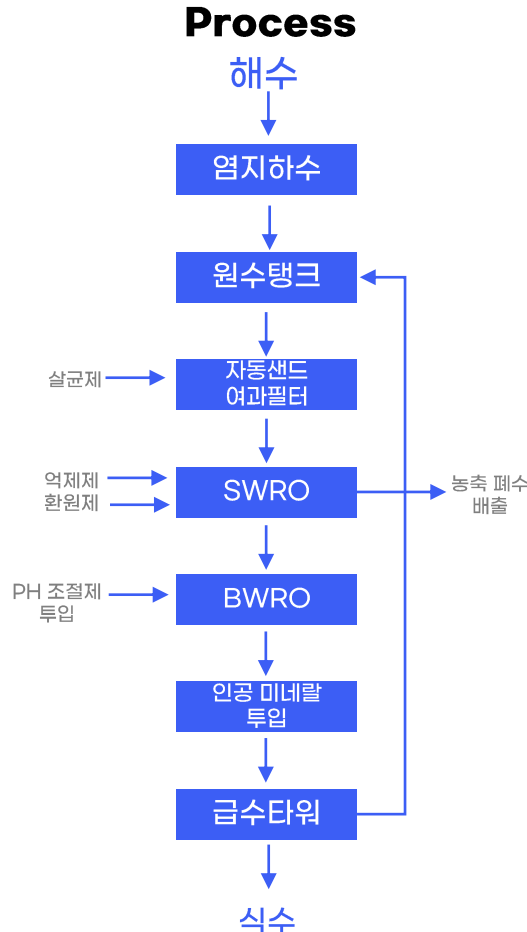 Process
해수
염지하수
원수탱크
살균제
자동샌드
여과필터
억제제
환원제
SWRO
농축 폐수
배출
PH 조절제
투입
BWRO
인공 미네랄
투입
급수타워
식수